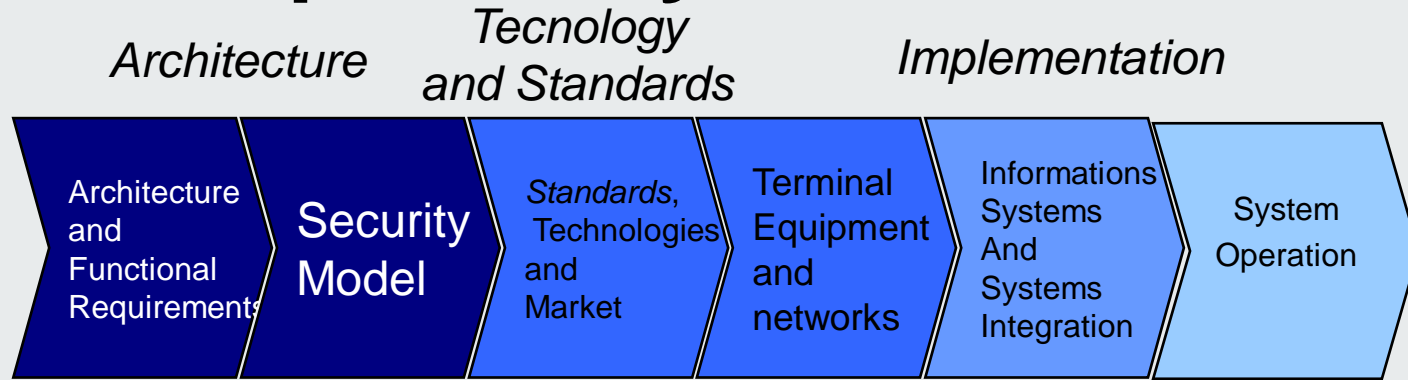 Architecture
Tecnology
and Standards
Implementation
Architecture
and
Functional
Requirements
Security
Model
Standards,
Technologies
and
Market
Terminal
Equipment
and
networks
Informations
Systems
And
Systems
Integration
System
Operation